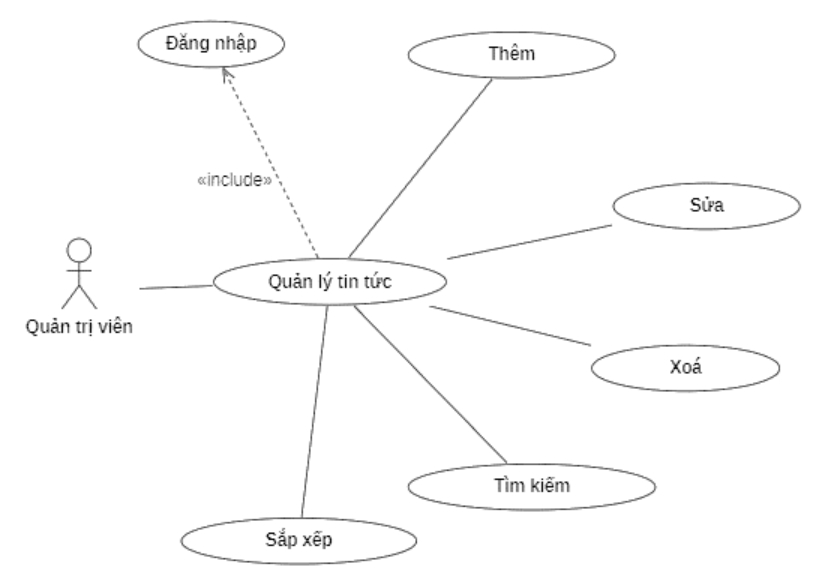 Đăng nhập
Thêm
«include»
Sửa
Quản lý tin tức
Quản trị viên
Xoá
Tìm kiếm
Sắp xếp